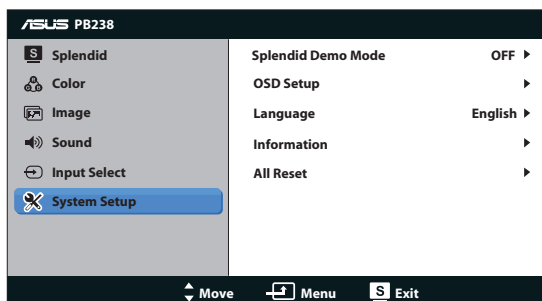 ASUS PB238
S Splendid
Color
Image
Sound
Input Select
System Setup
Splendid Demo Mode OFF
OSD Setup
Language English
Information
All Reset
Move Menu S Exit